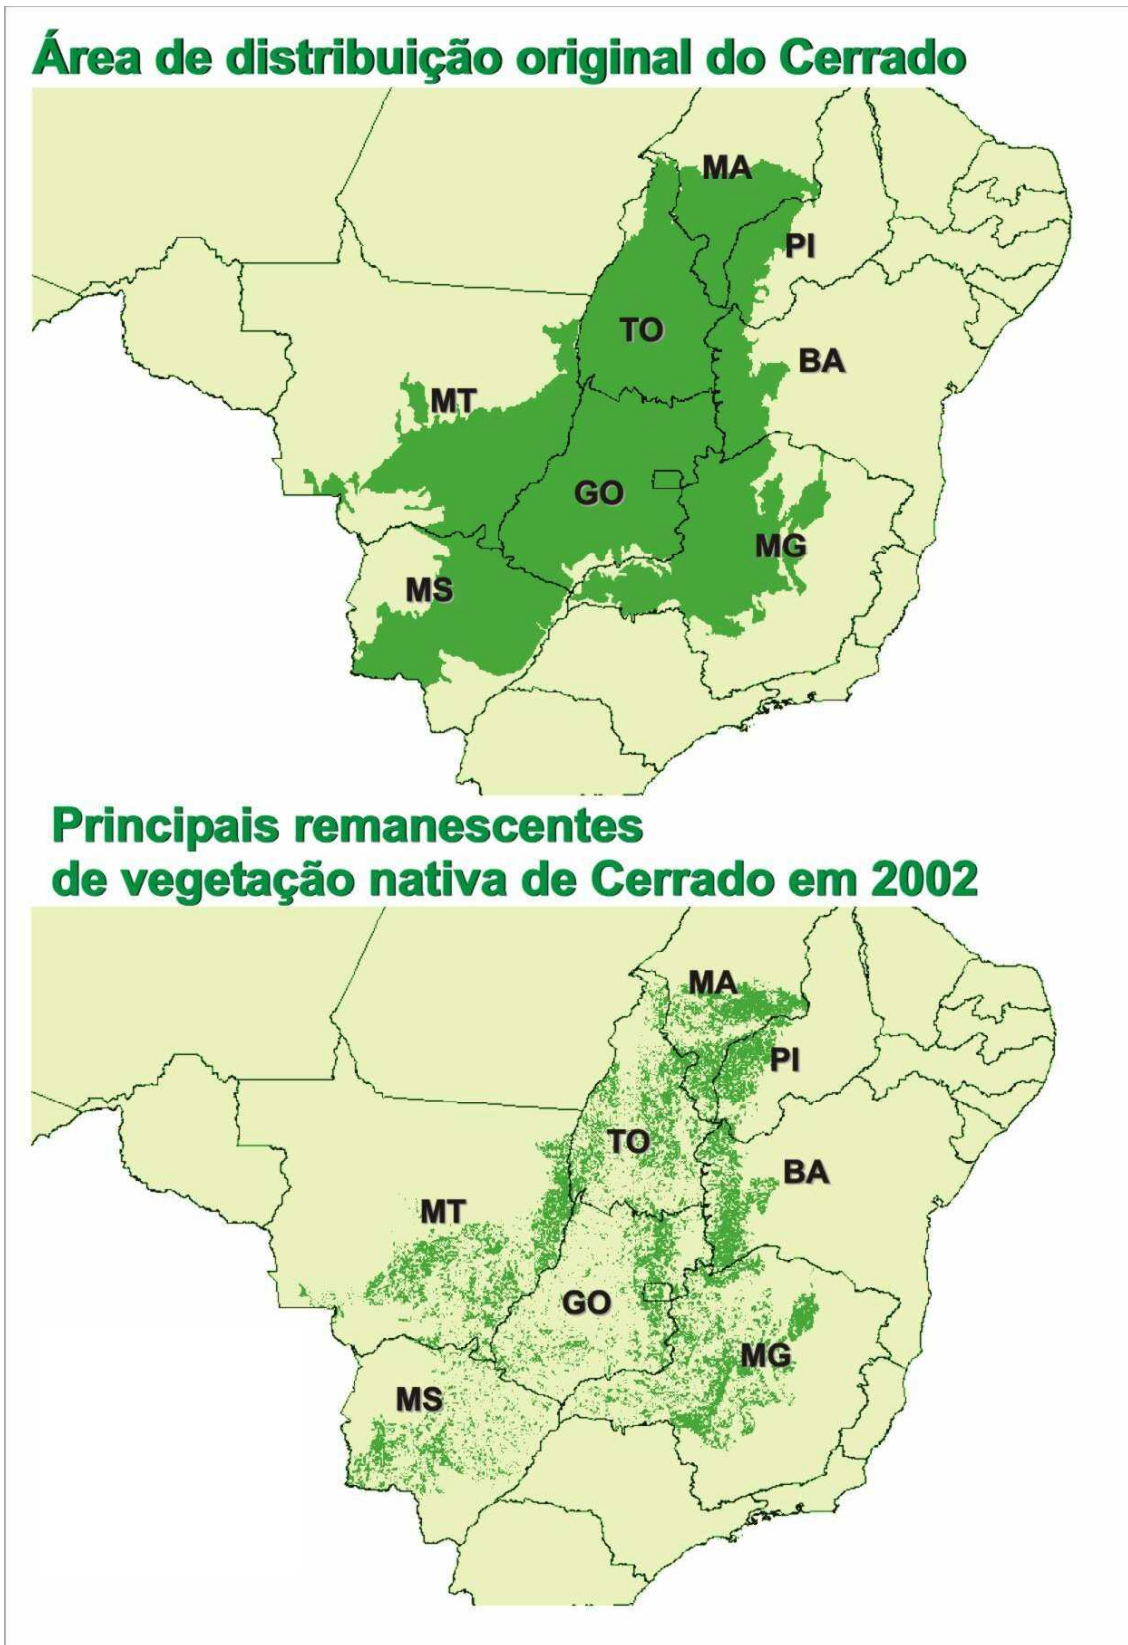 Área de distribuição original do Cerrado
MA
PI
TO
BA
MT
GO
MG
MS
Principais remanescentes
de vegetação nativa de Cerrado em 2002
MA
PI
TO
BA
MT
GO
MG
MS